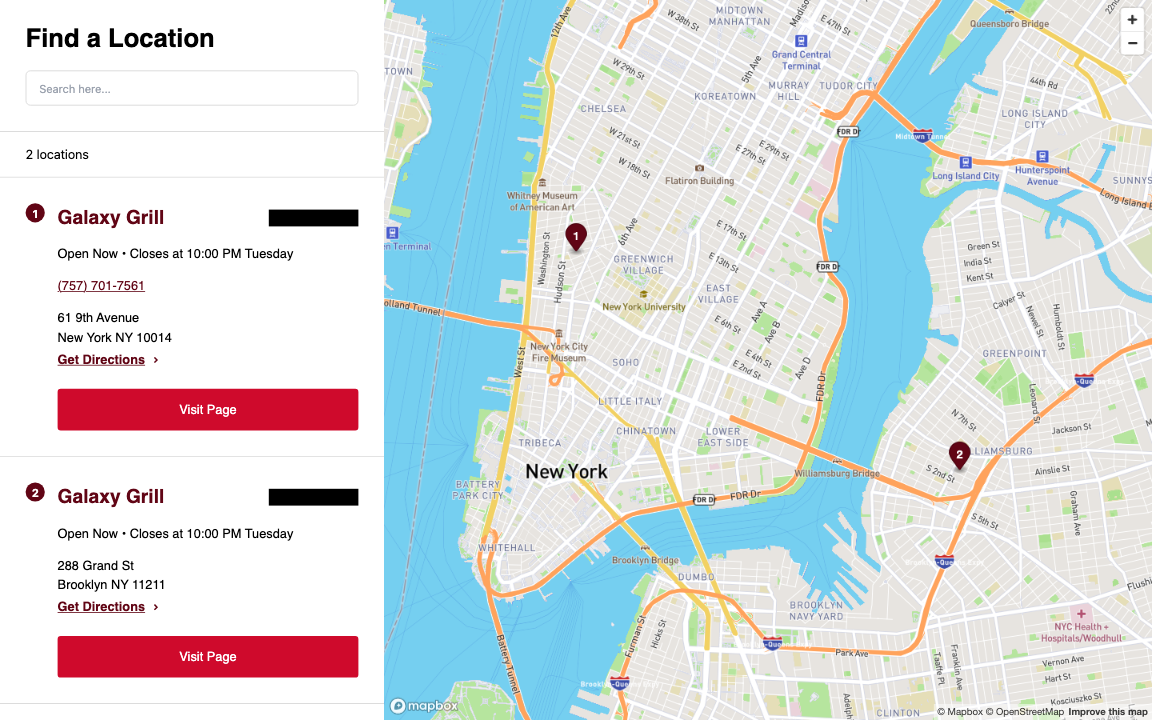 Find a Location
Search here...
2 locations
1 Galaxy Grill
Open Now • Closes at 10:00 PM Tuesday
(757) 701-7561
61 9th Avenue
New York NY 10014
Get Directions
Visit Page
2 Galaxy Grill
Open Now • Closes at 10:00 PM Tuesday
288 Grand St
Brooklyn NY 11211
Get Directions
Visit Page
12th Ave
W 38th St
MIDTOWN
MANHATTAN
Madison
E 47th St
Queensboro Bridge
22nd
+
−
Grand Central
Terminal
5th Ave
W 29th St
TOWN
CHELSEA
KOREATOWN
MURRAY
HILL
TUDOR CITY
44th Rd
LONG ISLAND
CITY
FDR Dr
Midtown Tunnel
W 21st St
E 29th St
E 27th St
W 18th St
Long Island City
Hunterspoint
Avenue
SUNNYS
Flatiron Building
Whitney Museum
of American Art
Long Island E
6th Ave
E 17th St
1
en Terminal
Washington St
Hudson St
GREENWICH
VILLAGE
E 13th St
FDR Dr
Green St
India St
Kent St
EAST
VILLAGE
New York University
Ave A
Ave B
Calyer St
Newel St
Humboldt St
olland Tunnel
E 6th St
New York City
Fire Museum
West St
SOHO
E 4th St
E 2nd St
Ave D
FDR Dr
GREENPOINT
LITTLE ITALY
Leonard St
N 7th St
Jackson St
CHINATOWN
LOWER
EAST SIDE
TRIBECA
2
LIAMSBURG
New York
Williamsburg Bridge
S 2nd St
Ainslie St
BATTERY
PARK CITY
FDR Dr
FDR Dr
Graham Ave
S 5th St
WHITEHALL
Brooklyn Bridge
DUMBO
BROOKLYN
NAVY YARD
Flushi
NYC Health +
Hospitals/Woodhull
Furman St
Hicks St
Battery Tunnel
Park Ave
Taaffe Pl
Franklin Ave
Vernon Ave
Hart St
Kosciuszko St
Adelph
CLINTON
mapbox
© Mapbox © OpenStreetMap Improve this map